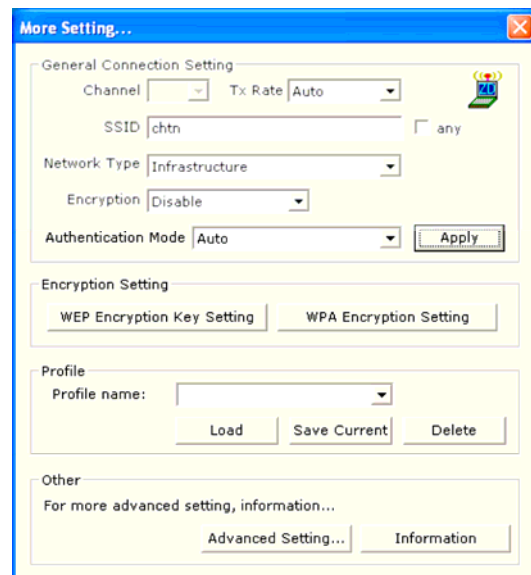 More Setting...
General Connection Setting
Channel Tx Rate Auto
SSID chtn any
Network Type Infrastructure
Encryption Disable
Authentication Mode Auto Apply
Encryption Setting
WEP Encryption Key Setting WPA Encryption Setting
Profile
Profile name:
Load Save Current Delete
Other
For more advanced setting, information...
Advanced Setting... Information
ZD